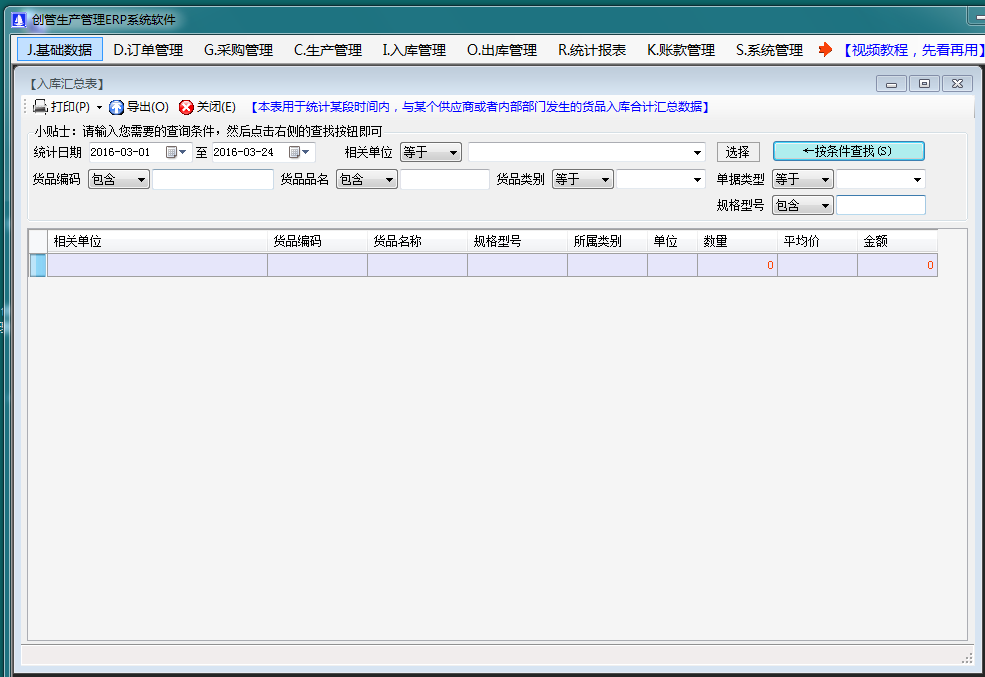 创管生产管理ERP系统软件
J.基础数据 D.订单管理 G.采购管理 C.生产管理 I.入库管理 O.出库管理 R.统计报表 K.账款管理 S.系统管理 【视频教程，先看再用】
【入库汇总表】
打印(P) 导出(O) 关闭(E) 【本表用于统计某段时间内，与某个供应商或者内部部门发生的货品入库合计汇总数据】
小贴士：请输入您需要的查询条件，然后点击右侧的查找按钮即可
统计日期 2016-03-01 至 2016-03-24 相关单位 等于 选择 ←按条件查找(S)
货品编码 包含 货品品名 包含 货品类别 等于 单据类型 等于
规格型号 包含
相关单位 货品编码 货品名称 规格型号 所属类别 单位 数量 平均价 金额
0 0